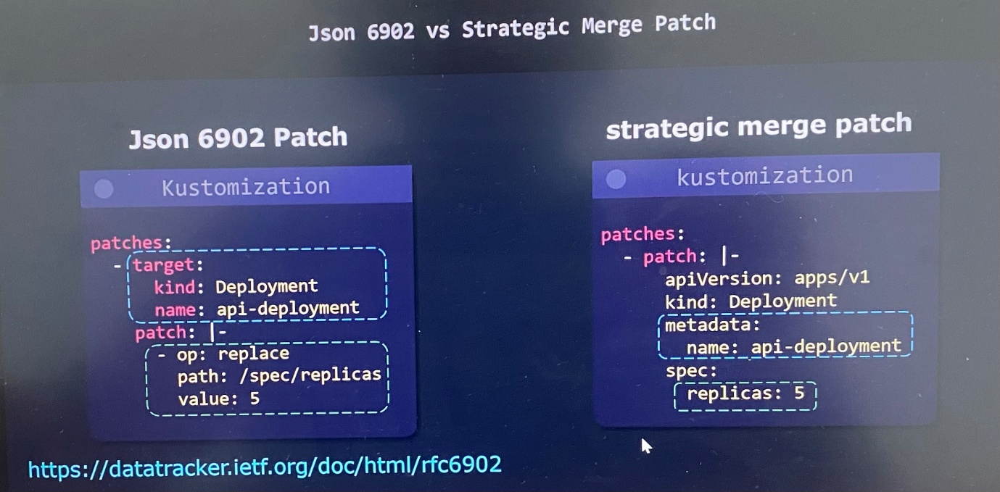 Json 6902 vs Strategic Merge Patch
Json 6902 Patch
Kustomization
patches:
  - target:
      kind: Deployment
      name: api-deployment
    patch: |-
      - op: replace
        path: /spec/replicas
        value: 5
https://datatracker.ietf.org/doc/html/rfc6902
strategic merge patch
kustomization
patches:
  - patch: |-
      apiVersion: apps/v1
      kind: Deployment
      metadata:
        name: api-deployment
      spec:
        replicas: 5